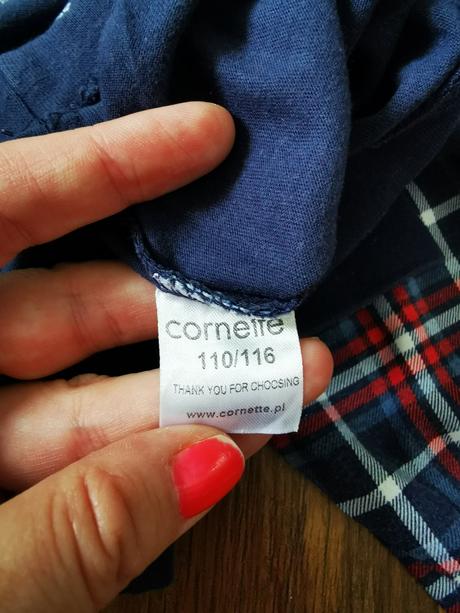 cornette
110/116
THANK YOU FOR CHOOSING
www.cornette.pl